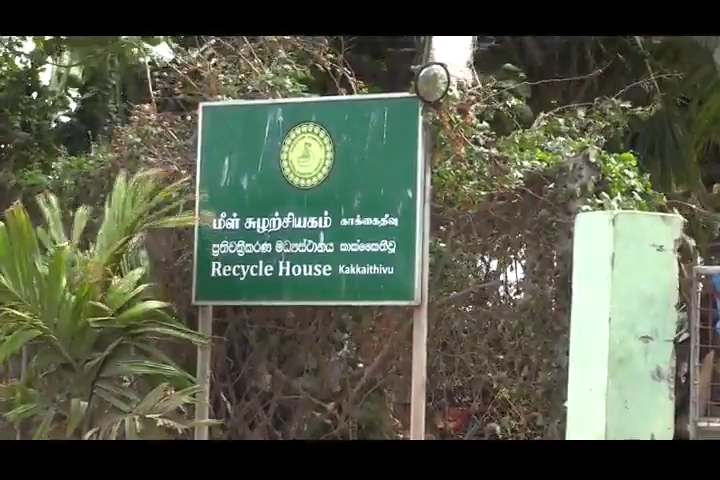 மீள் சுழற்சியகம் காக்கைதீவு
ප්‍රතිචක්‍රීකරණ මධ්‍යස්ථානය කාක්කෛතීවු
Recycle House Kakkaithivu